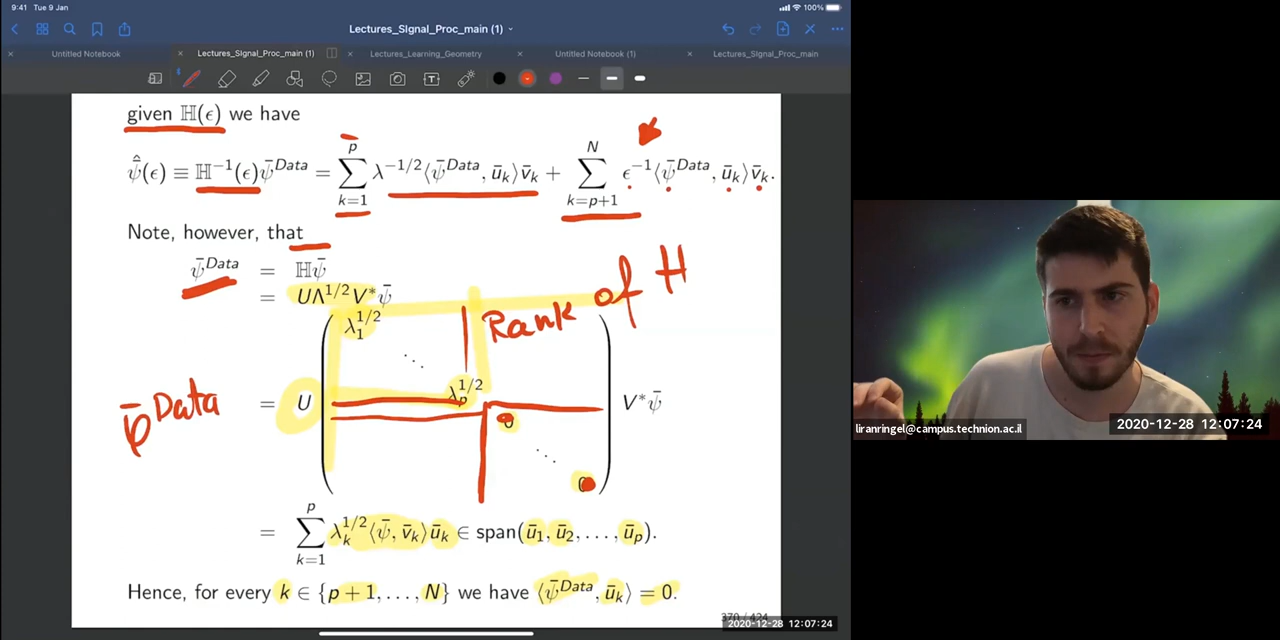 9:41 Tue 9 Jan
100%
Lectures_SIgnal_Proc_main (1)
Untitled Notebook
Lectures_SIgnal_Proc_main (1)
Lectures_Learning_Geometry
Untitled Notebook (1)
Lectures_SIgnal_Proc_main
given ℍ(ϵ) we have
ψ̄̂(ϵ) ≡ ℍ⁻¹(ϵ)ψ̄^Data = ∑_{k=1}^{p} λ^{−1/2}⟨ψ̄^Data, ū_k⟩v̄_k + ∑_{k=p+1}^{N} ϵ⁻¹⟨ψ̄^Data, ū_k⟩v̄_k.
Note, however, that
ψ̄^Data = ℍψ̄
= UΛ^{1/2}V*ψ̄
Rank of H
λ_1^{1/2}
⋱
φ̄^Data = U λ_p^{1/2} V*ψ̄
0
⋱
0
= ∑_{k=1}^{p} λ_k^{1/2}⟨ψ̄, v̄_k⟩ū_k ∈ span(ū_1, ū_2, . . . , ū_p).
Hence, for every k ∈ {p + 1, . . . , N} we have ⟨ψ̄^Data, ū_k⟩ = 0.
2020-12-28 12:07:24
liranringel@campus.technion.ac.il
2020-12-28 12:07:24